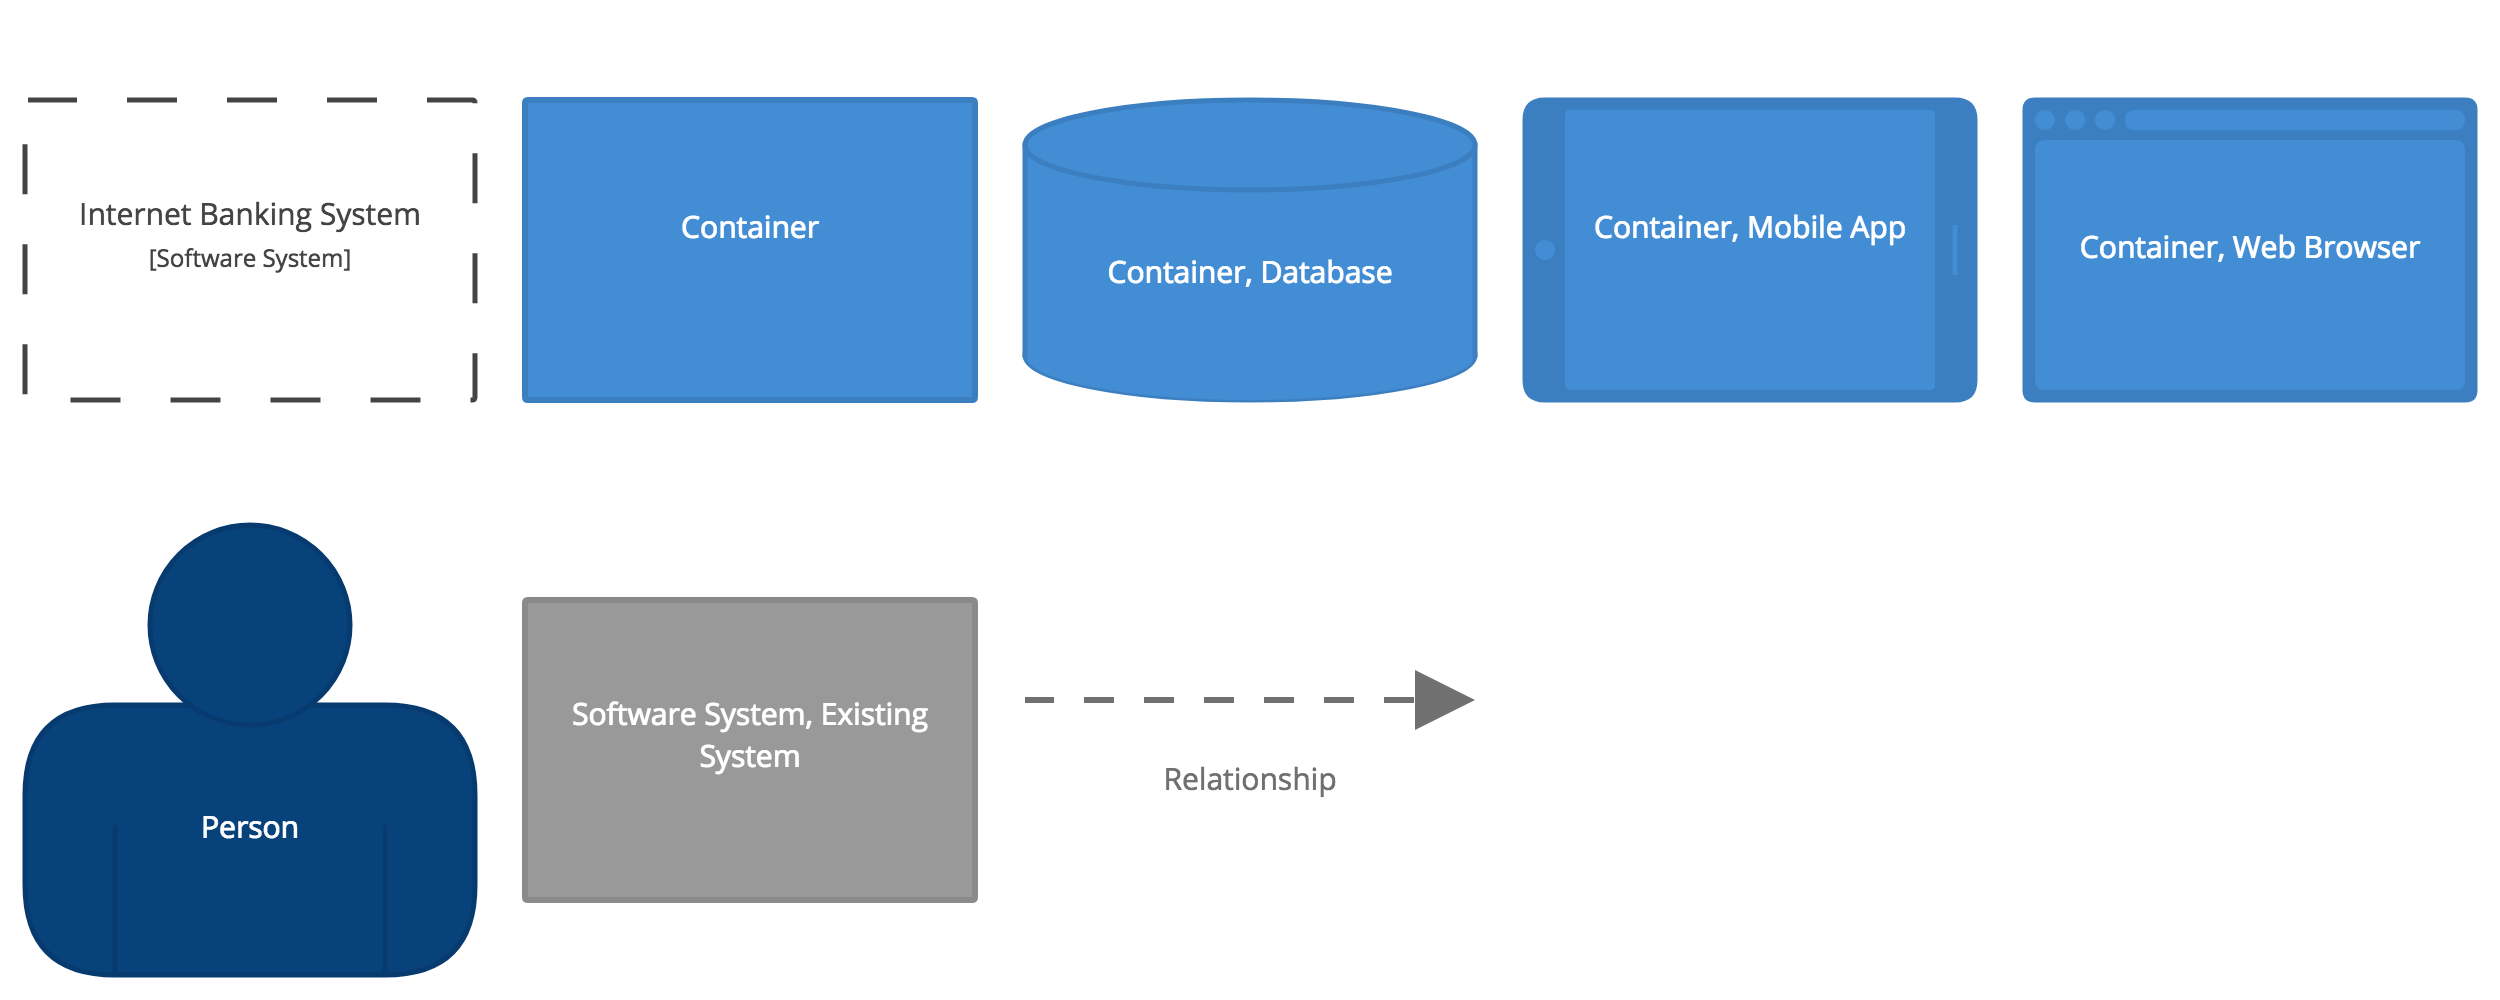 Internet Banking System
[Software System]
Container
Container, Database
Container, Mobile App
Container, Web Browser
Person
Software System, Existing
System
Relationship